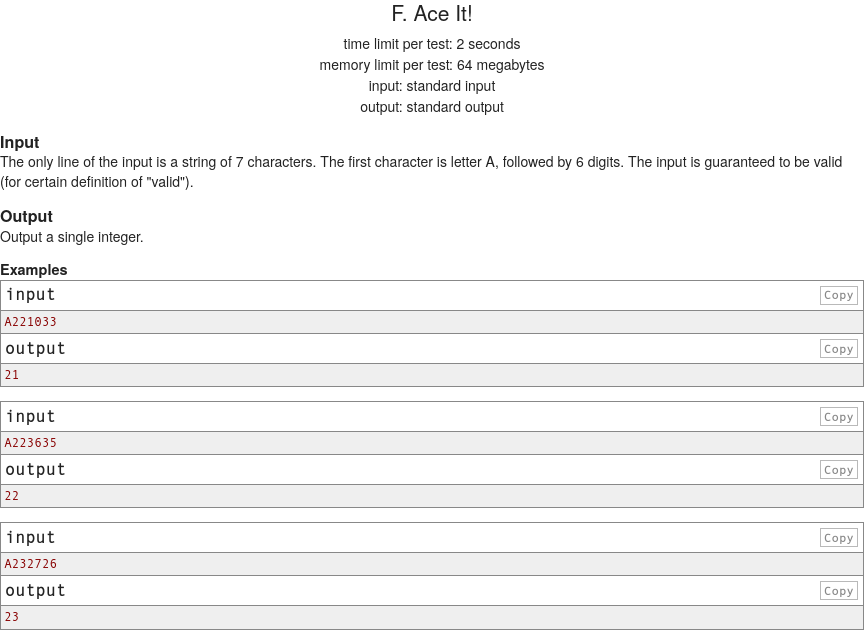 F. Ace It!
time limit per test: 2 seconds
memory limit per test: 64 megabytes
input: standard input
output: standard output
Input
The only line of the input is a string of 7 characters. The first character is letter A, followed by 6 digits. The input is guaranteed to be valid
(for certain definition of "valid").
Output
Output a single integer.
Examples
input
Copy
A221033
output
Copy
21
input
Copy
A223635
output
Copy
22
input
Copy
A232726
output
Copy
23